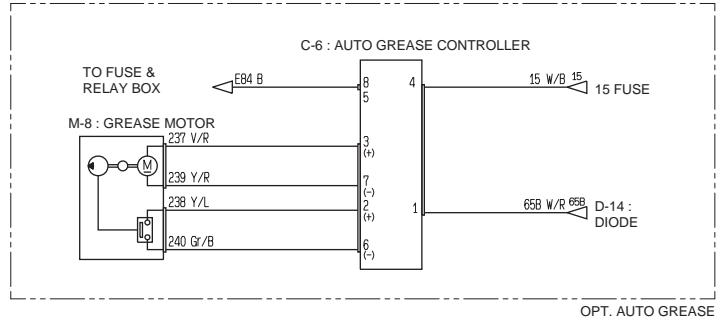 C-6 : AUTO GREASE CONTROLLER
TO FUSE &
RELAY BOX
E84 B
8
5
4
15 W/B
15
15 FUSE
M-8 : GREASE MOTOR
237 V/R
3
(+)
M
239 Y/R
7
(-)
238 Y/L
2
(+)
1
65B W/R
65B
D-14 :
DIODE
240 Gr/B
6
(-)
OPT. AUTO GREASE